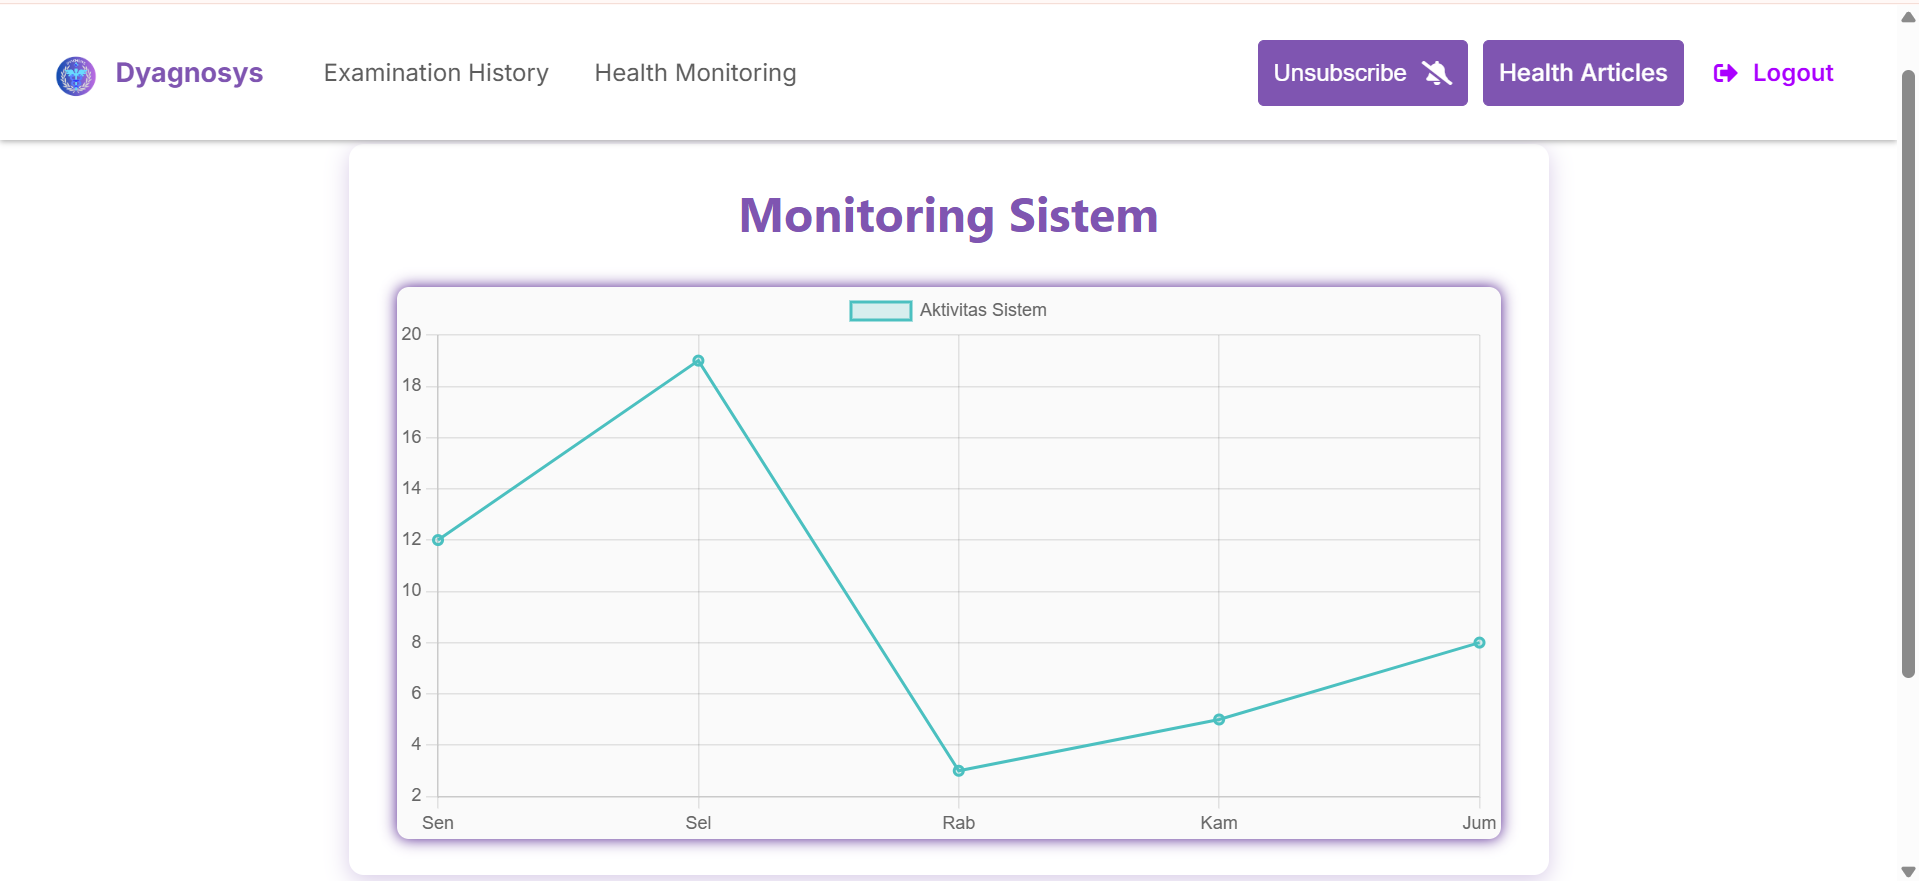 Dyagnosys Examination History Health Monitoring Unsubscribe Health Articles Logout
Monitoring Sistem
Aktivitas Sistem
20
18
16
14
12
10
8
6
4
2
Sen Sel Rab Kam Jum